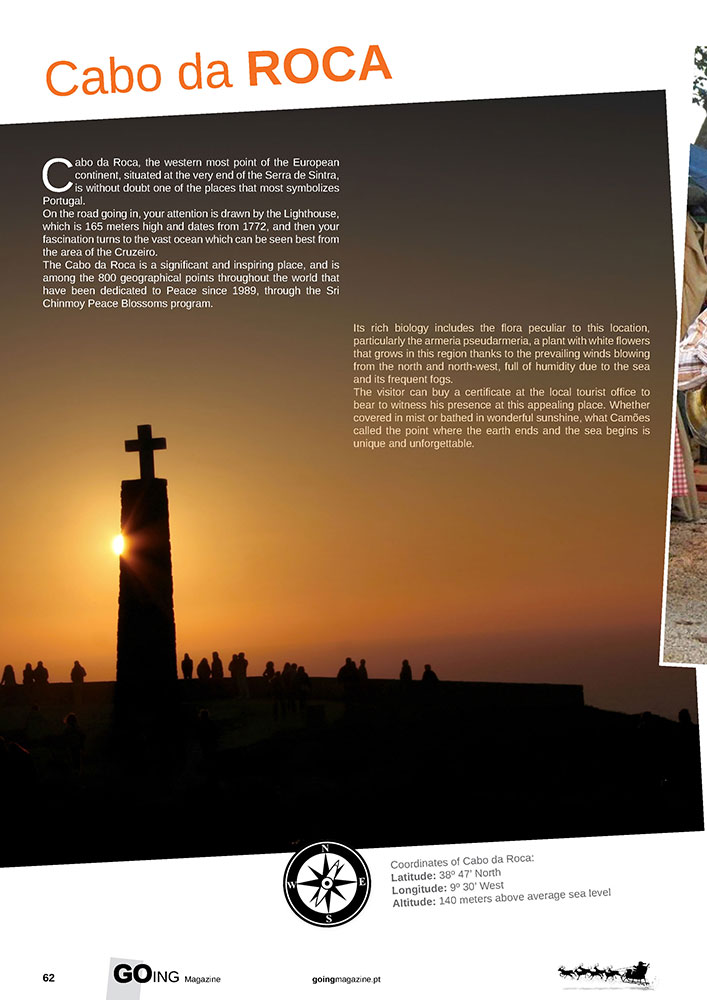 Cabo da ROCA
Cabo da Roca, the western most point of the European
continent, situated at the very end of the Serra de Sintra,
is without doubt one of the places that most symbolizes
Portugal.
On the road going in, your attention is drawn by the Lighthouse,
which is 165 meters high and dates from 1772, and then your
fascination turns to the vast ocean which can be seen best from
the area of the Cruzeiro.
The Cabo da Roca is a significant and inspiring place, and is
among the 800 geographical points throughout the world that
have been dedicated to Peace since 1989, through the Sri
Chinmoy Peace Blossoms program.
Its rich biology includes the flora peculiar to this location,
particularly the armeria pseudarmeria, a plant with white flowers
that grows in this region thanks to the prevailing winds blowing
from the north and north-west, full of humidity due to the sea
and its frequent fogs.
The visitor can buy a certificate at the local tourist office to
bear to witness his presence at this appealing place. Whether
covered in mist or bathed in wonderful sunshine, what Camões
called the point where the earth ends and the sea begins is
unique and unforgettable.
N
W E
S
Coordinates of Cabo da Roca:
Latitude: 38º 47' North
Longitude: 9º 30' West
Altitude: 140 meters above average sea level
62 GOING Magazine goingmagazine.pt